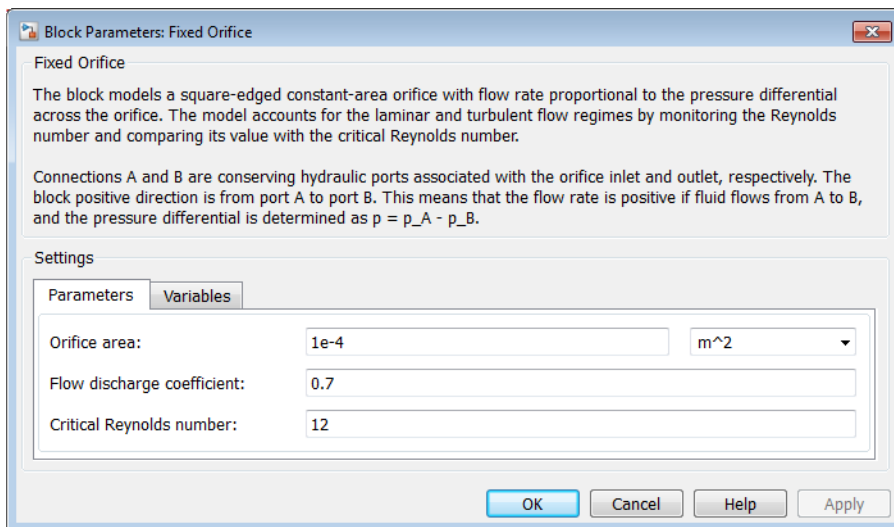 Block Parameters: Fixed Orifice
Fixed Orifice
The block models a square-edged constant-area orifice with flow rate proportional to the pressure differential
across the orifice. The model accounts for the laminar and turbulent flow regimes by monitoring the Reynolds
number and comparing its value with the critical Reynolds number.
Connections A and B are conserving hydraulic ports associated with the orifice inlet and outlet, respectively. The
block positive direction is from port A to port B. This means that the flow rate is positive if fluid flows from A to B,
and the pressure differential is determined as p = p_A - p_B.
Settings
Parameters Variables
Orifice area: 1e-4 m^2
Flow discharge coefficient: 0.7
Critical Reynolds number: 12
OK Cancel Help Apply